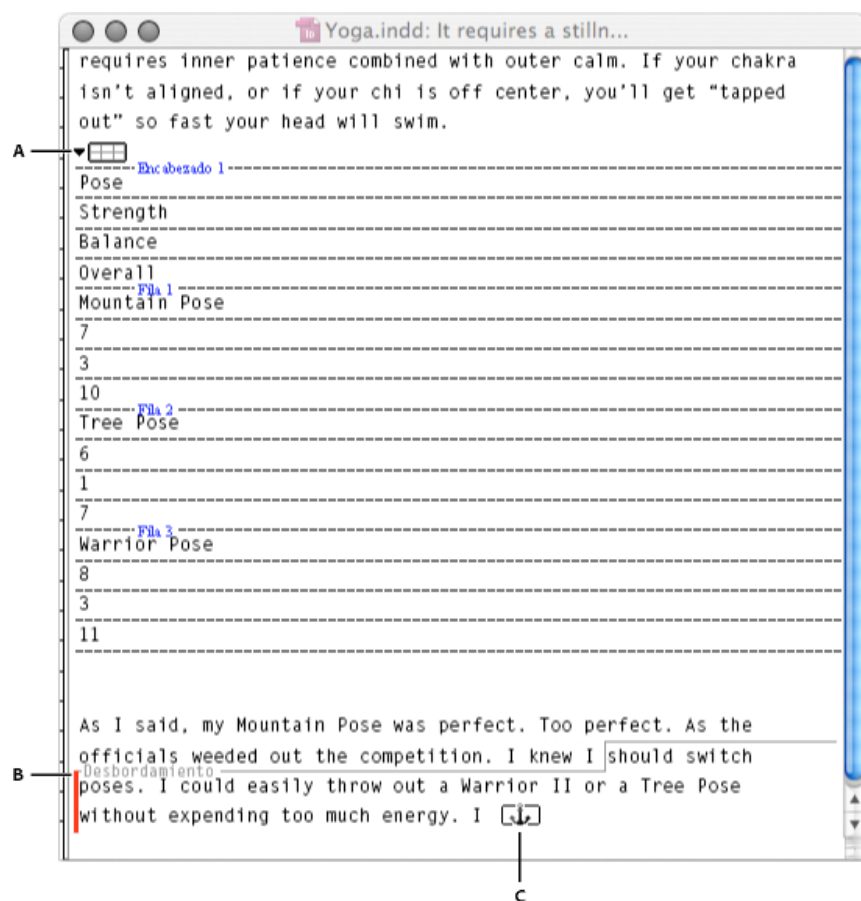 Yoga.indd: It requires a stilln...
requires inner patience combined with outer calm. If your chakra
isn't aligned, or if your chi is off center, you'll get “tapped
out” so fast your head will swim.
A
Encabezado 1
Pose
Strength
Balance
Overall
Fila 1
Mountain Pose
7
3
10
Fila 2
Tree Pose
6
1
7
Fila 3
Warrior Pose
8
3
11
As I said, my Mountain Pose was perfect. Too perfect. As the
officials weeded out the competition. I knew I should switch
B
Desbordamiento
poses. I could easily throw out a Warrior II or a Tree Pose
without expending too much energy. I
C